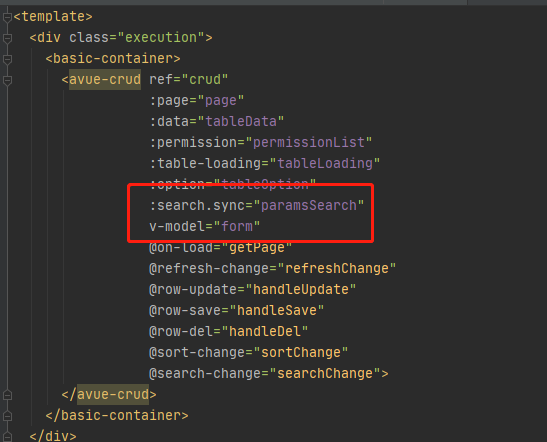 <template>
<div class="execution">
<basic-container>
<avue-crud ref="crud"
:page="page"
:data="tableData"
:permission="permissionList"
:table-loading="tableLoading"
:option="tableOption"
:search.sync="paramsSearch"
v-model="form"
@on-load="getPage"
@refresh-change="refreshChange"
@row-update="handleUpdate"
@row-save="handleSave"
@row-del="handleDel"
@sort-change="sortChange"
@search-change="searchChange">
</avue-crud>
</basic-container>
</div>